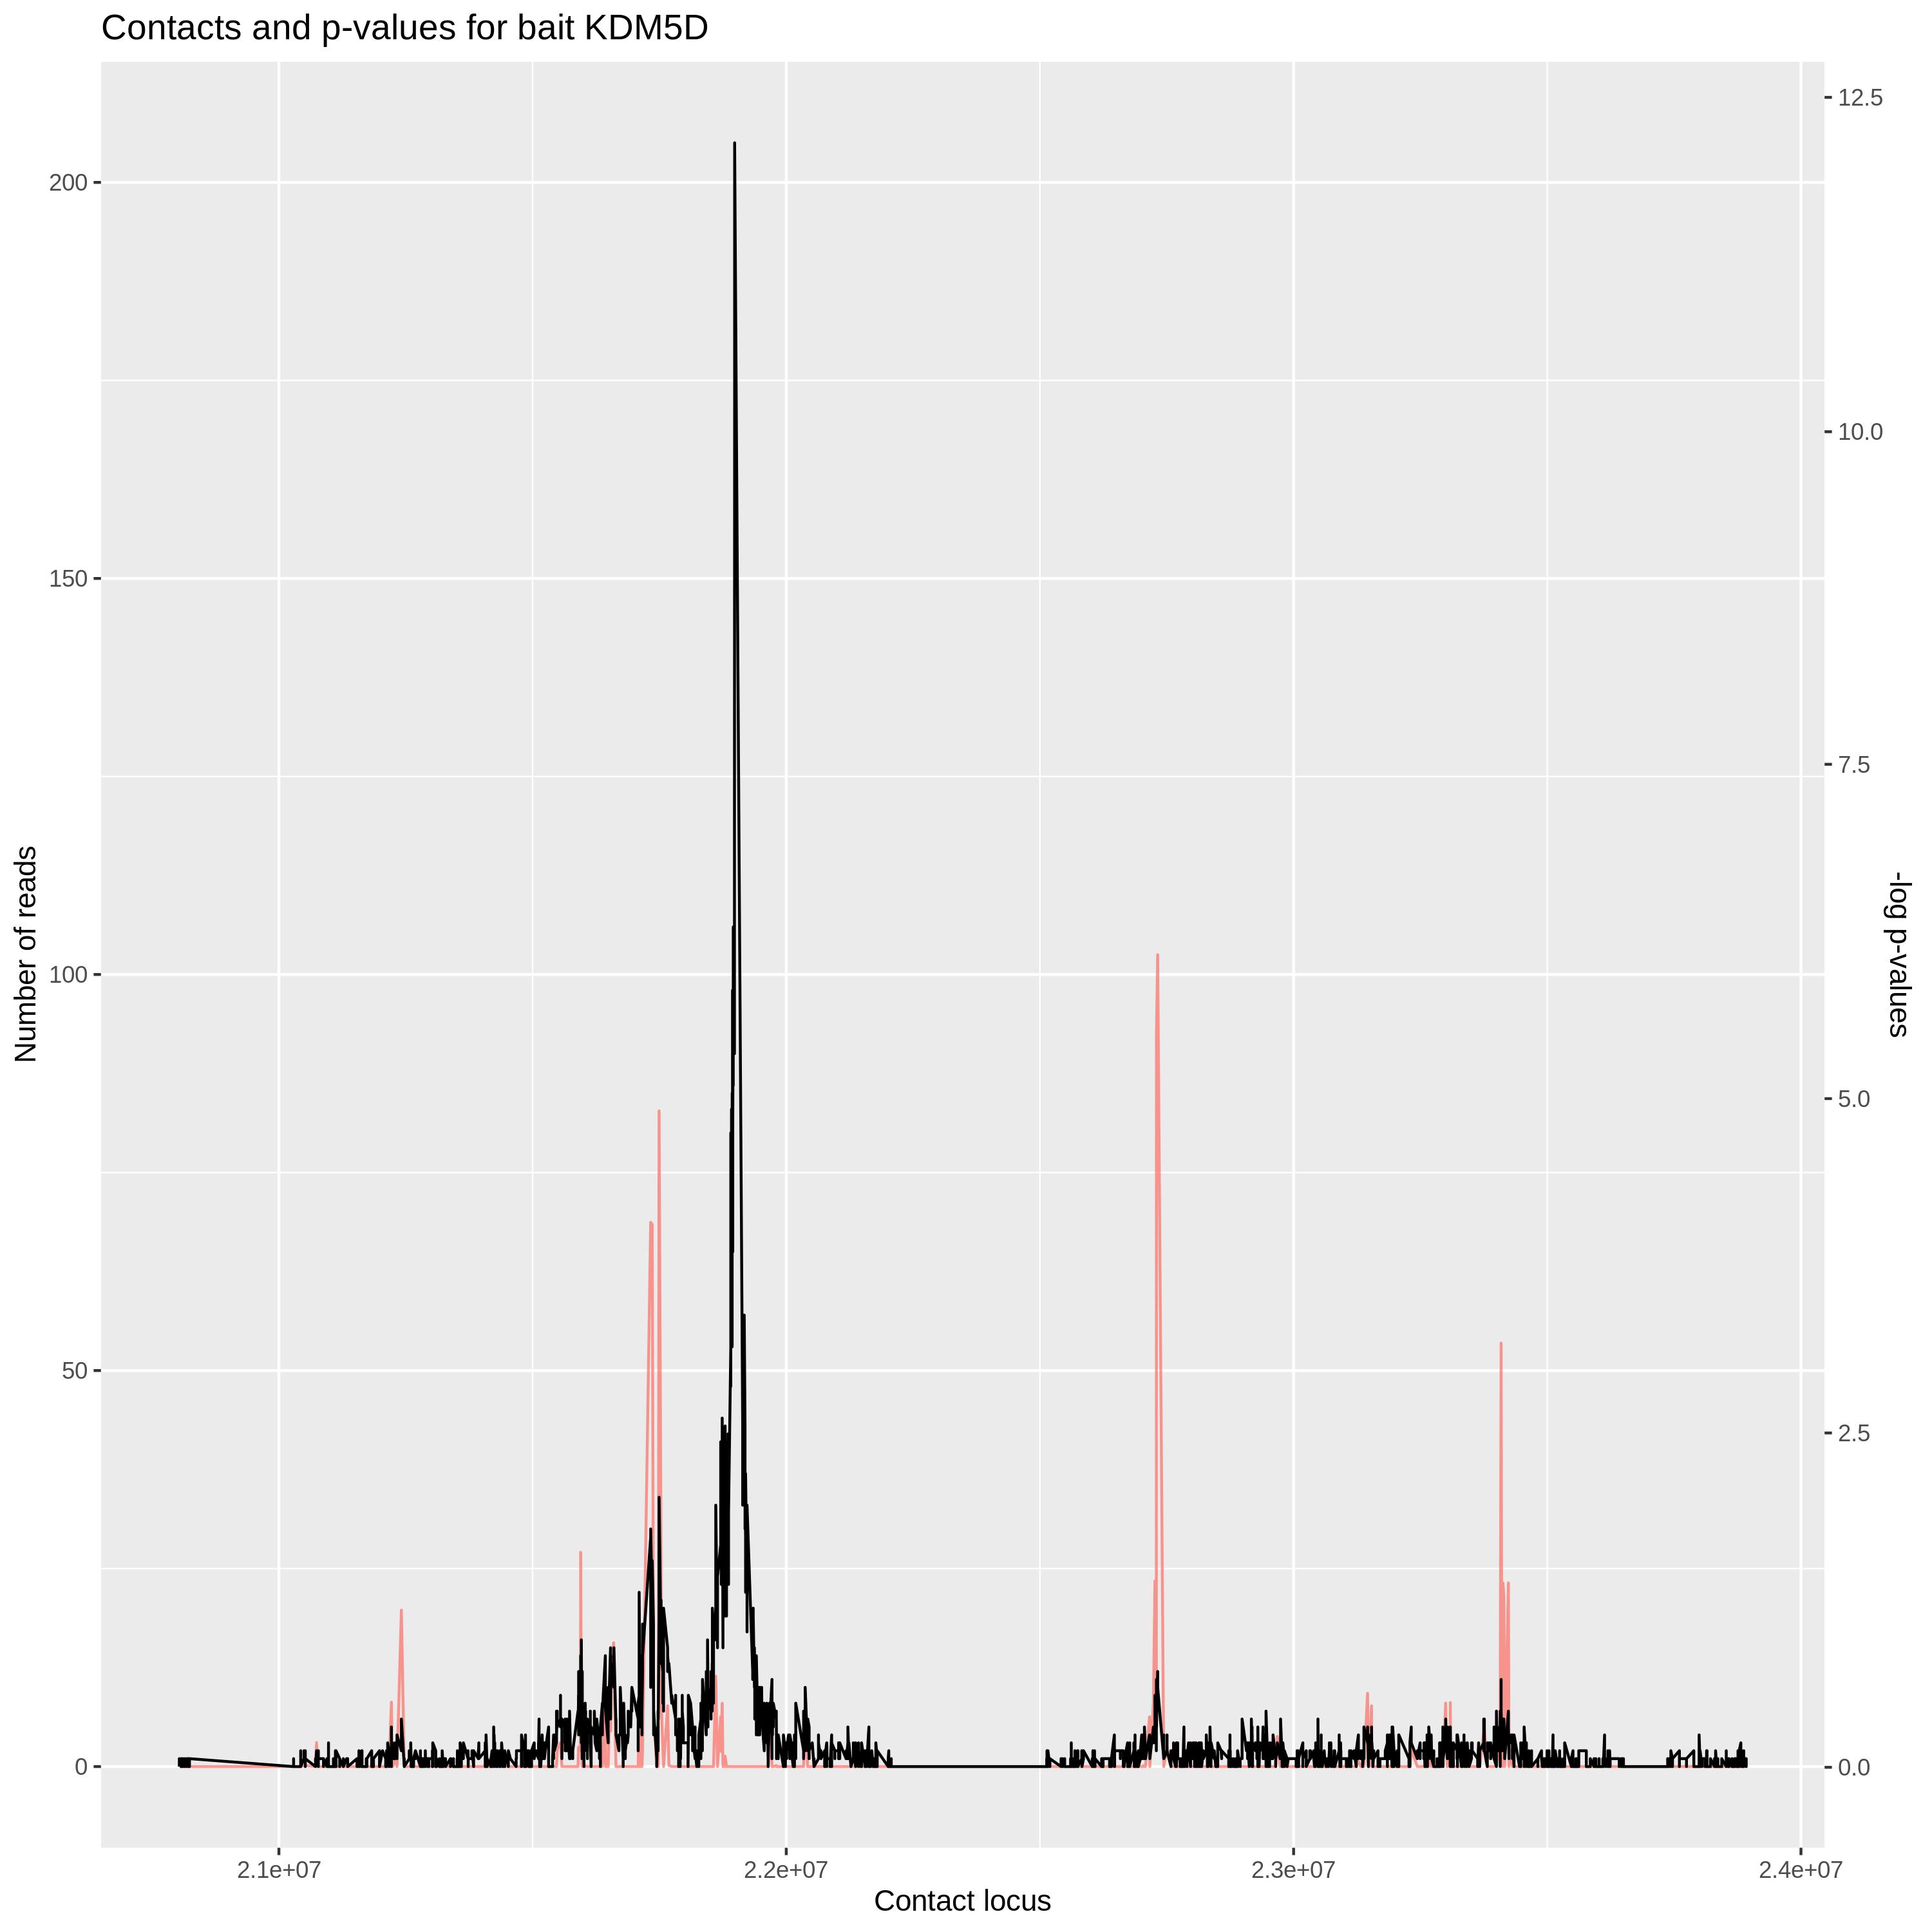 Contacts and p-values for bait KDM5D
Number of reads
200
150
100
50
0
12.5
10.0
7.5
5.0
2.5
0.0
-log p-values
2.1e+07
2.2e+07
2.3e+07
2.4e+07
Contact locus